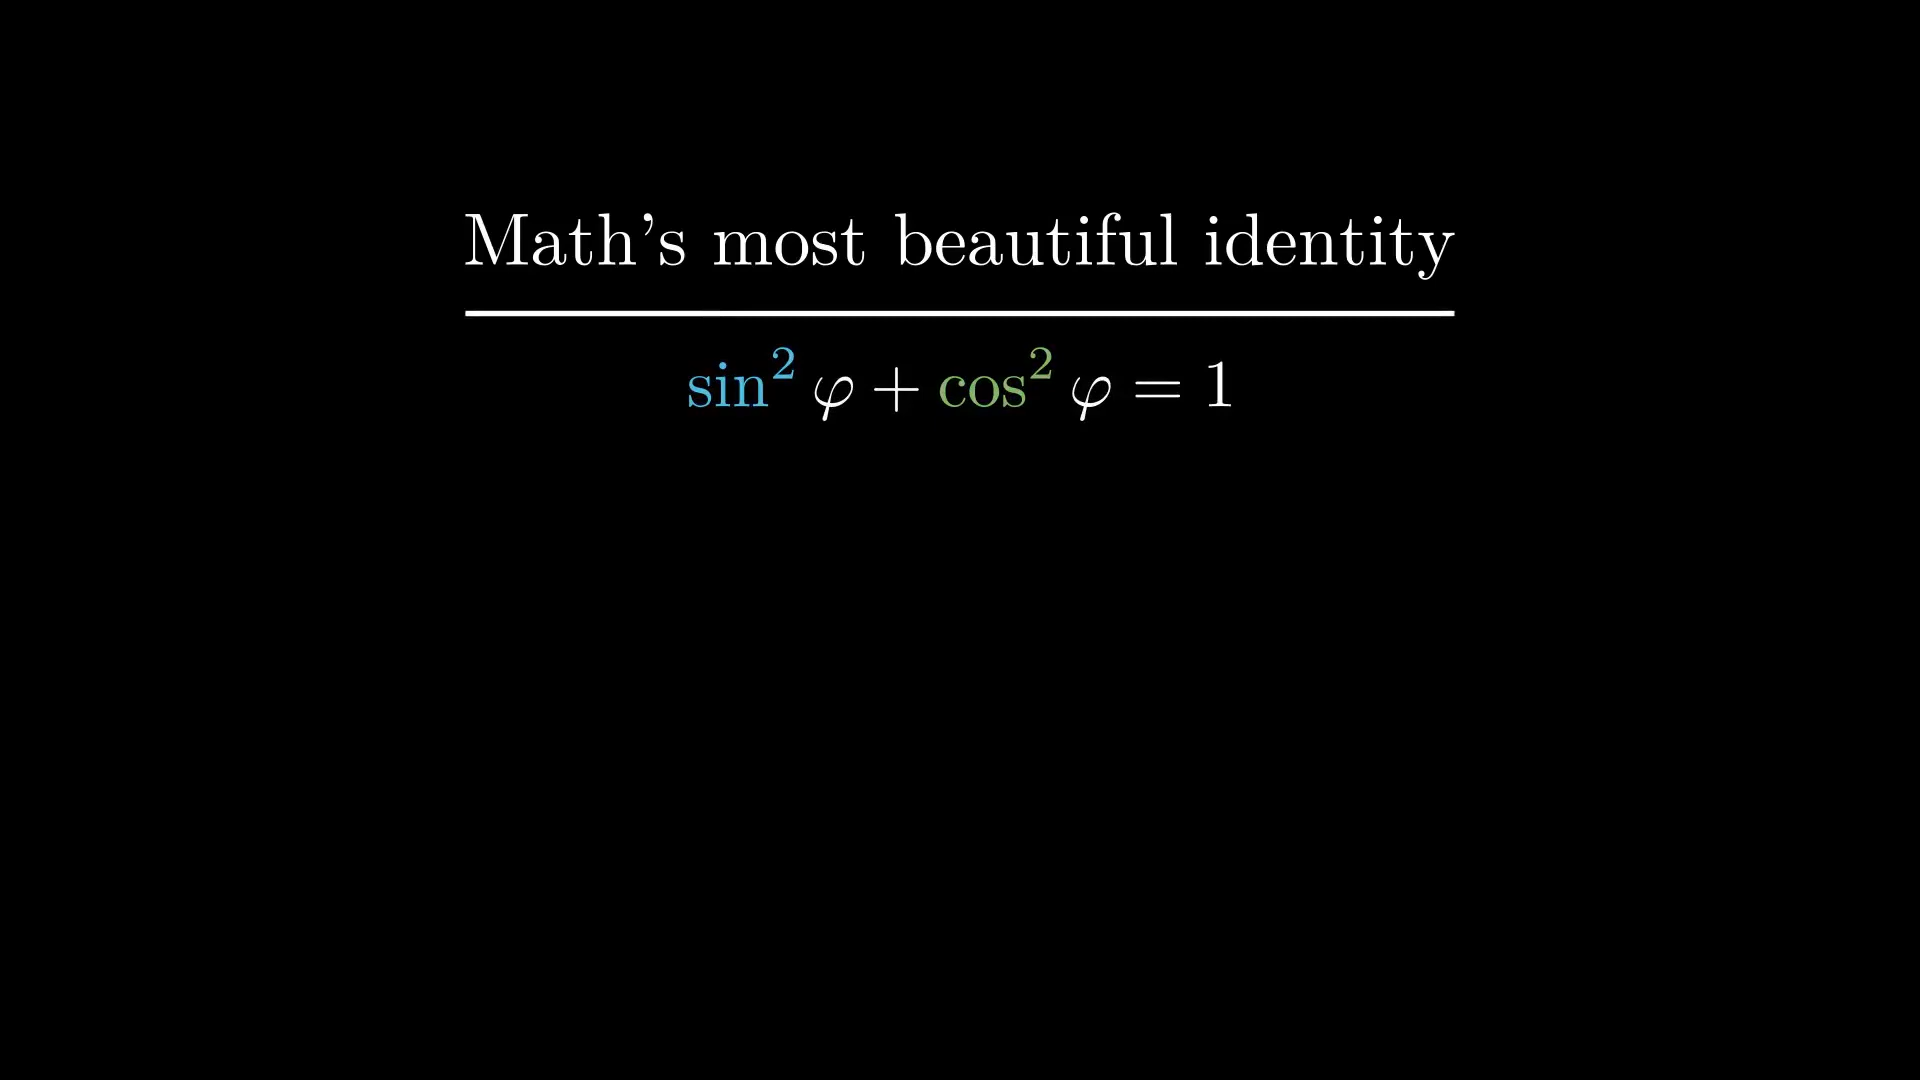 Math's most beautiful identity
sin² φ + cos² φ = 1